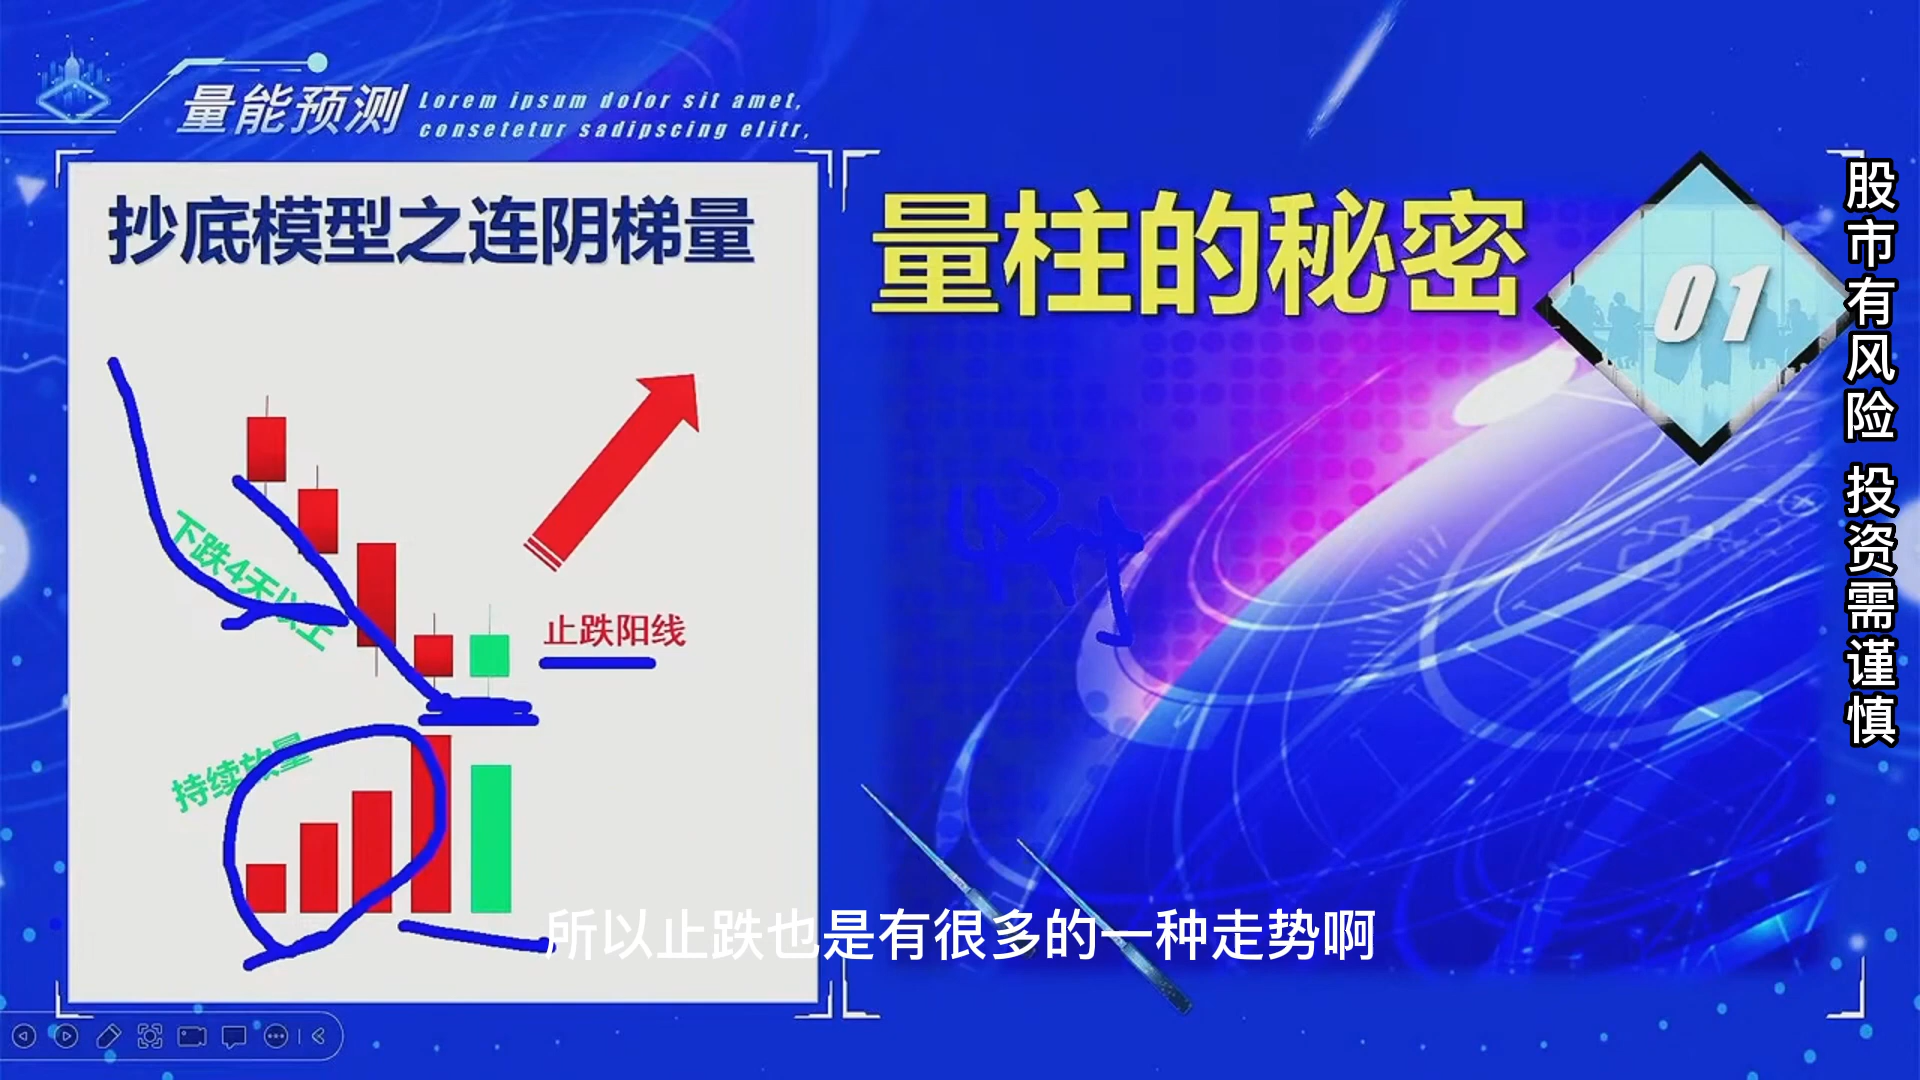 量能预测
Lorem ipsum dolor sit amet,
consetetur sadipscing elitr,
抄底模型之连阴梯量
量柱的秘密
01
股市有风险 投资需谨慎
下跌4天以上
止跌阳线
持续放量
所以止跌也是有很多的一种走势啊